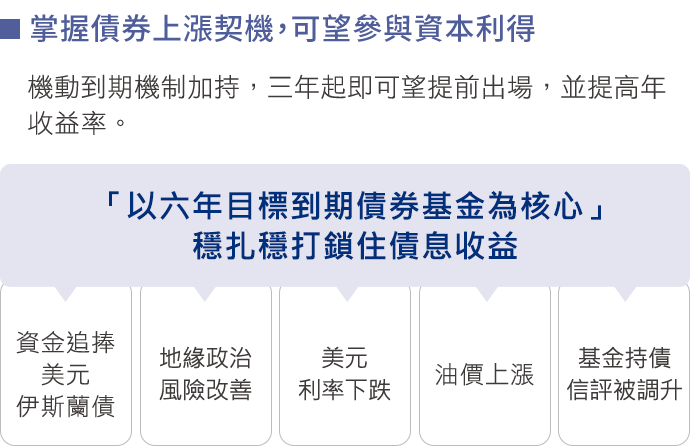 掌握債券上漲契機，可望參與資本利得
機動到期機制加持，三年起即可望提前出場，並提高年
收益率。
「以六年目標到期債券基金為核心」
穩扎穩打鎖住債息收益
資金追捧
美元
伊斯蘭債
地緣政治
風險改善
美元
利率下跌
油價上漲
基金持債
信評被調升